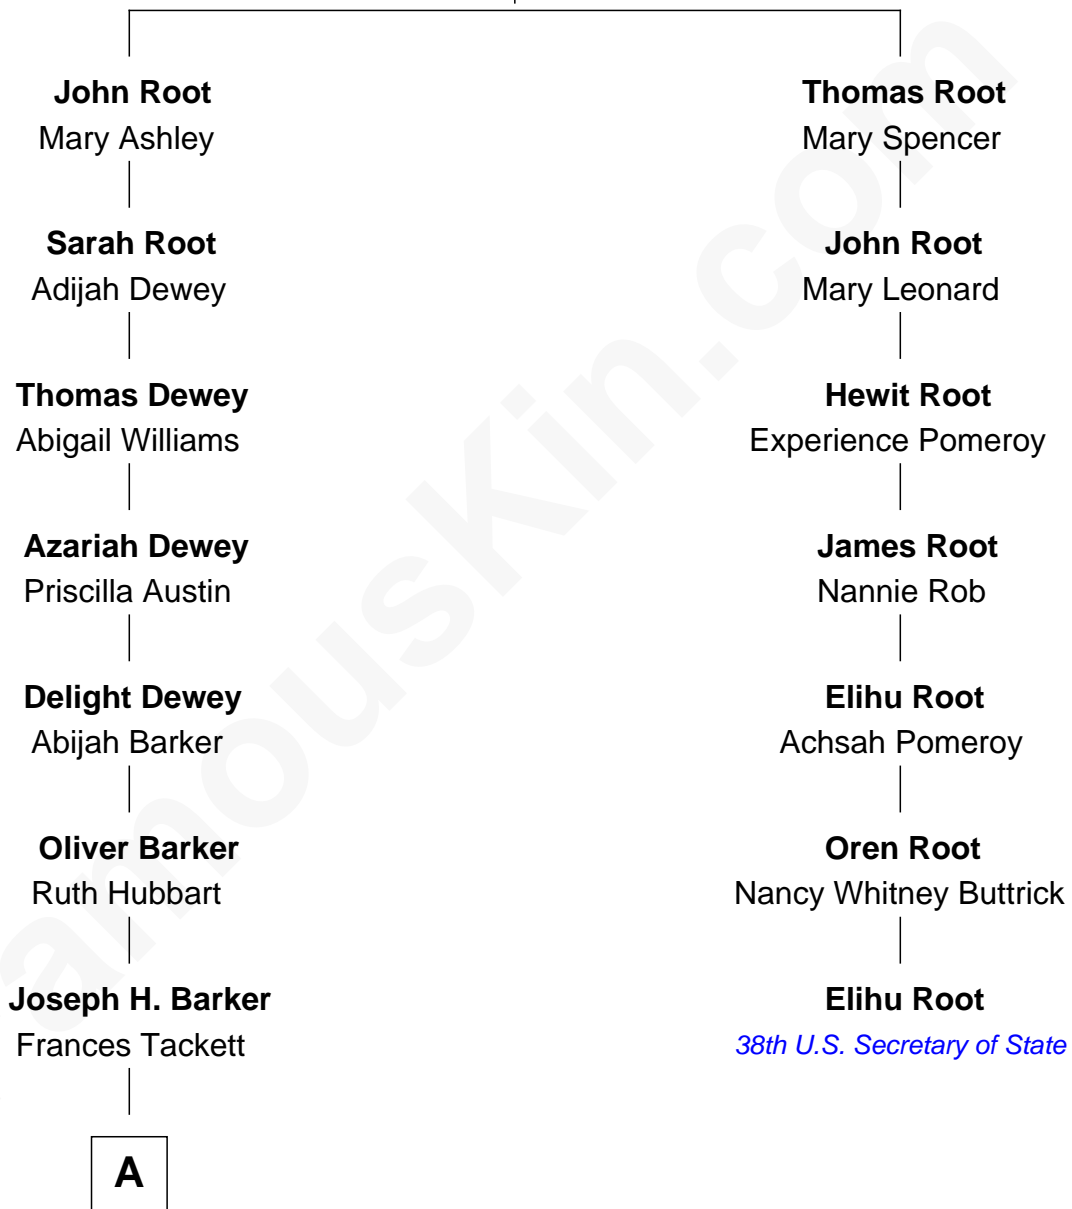 John Root
Mary Ashley
Sarah Root
Adijah Dewey
Thomas Dewey
Abigail Williams
Azariah Dewey
Priscilla Austin
Delight Dewey
Abijah Barker
Oliver Barker
Ruth Hubbart
Joseph H. Barker
Frances Tackett
A
Thomas Root
Mary Spencer
John Root
Mary Leonard
Hewit Root
Experience Pomeroy
James Root
Nannie Rob
Elihu Root
Achsah Pomeroy
Oren Root
Nancy Whitney Buttrick
Elihu Root
38th U.S. Secretary of State
amouskin.com